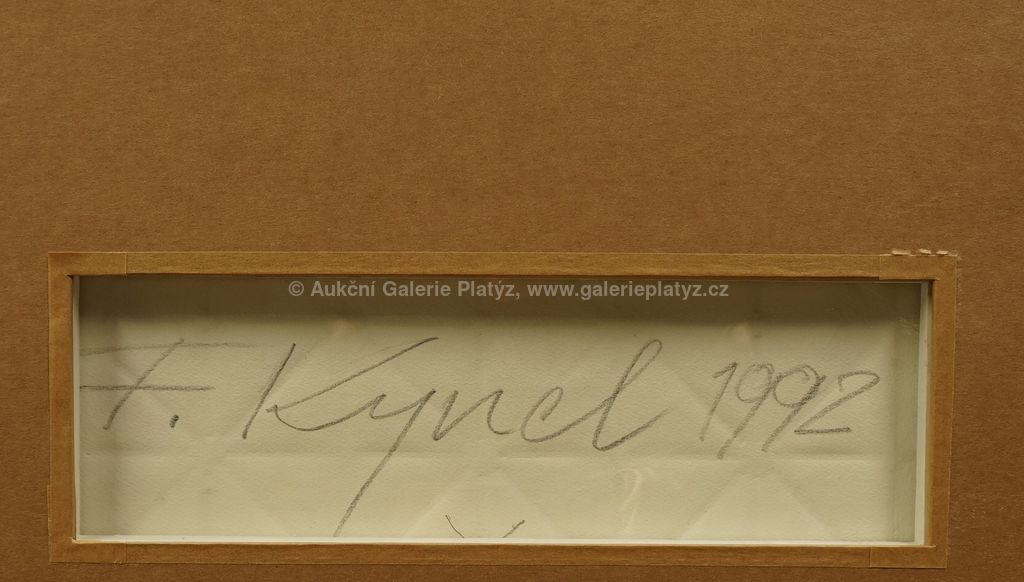 © Aukční Galerie Platýz, www.galerieplatyz.cz
F. Kyncl 1992